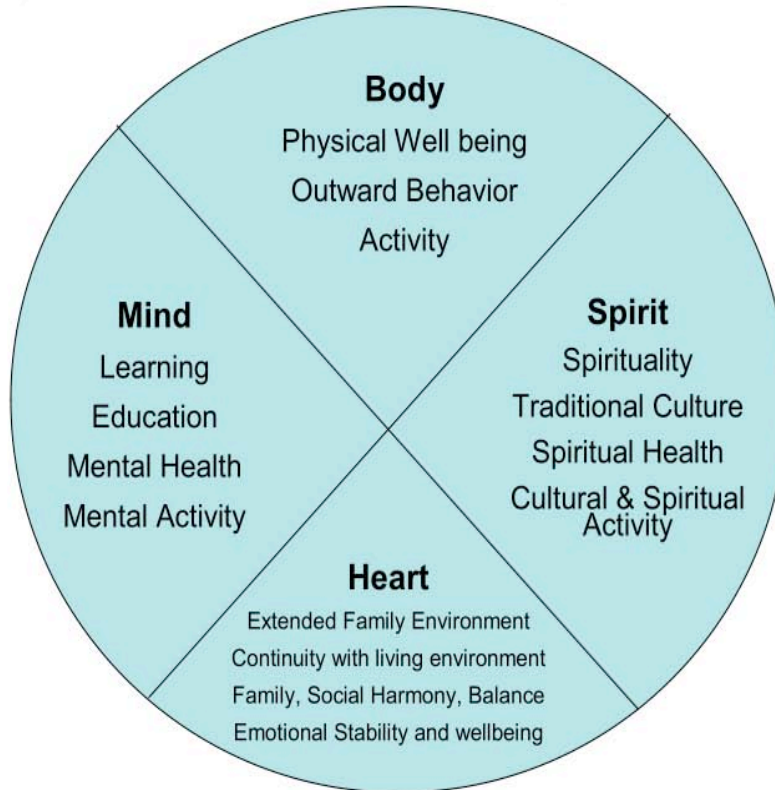 Body
Physical Well being
Outward Behavior
Activity
Mind
Learning
Education
Mental Health
Mental Activity
Spirit
Spirituality
Traditional Culture
Spiritual Health
Cultural & Spiritual
Activity
Heart
Extended Family Environment
Continuity with living environment
Family, Social Harmony, Balance
Emotional Stability and wellbeing